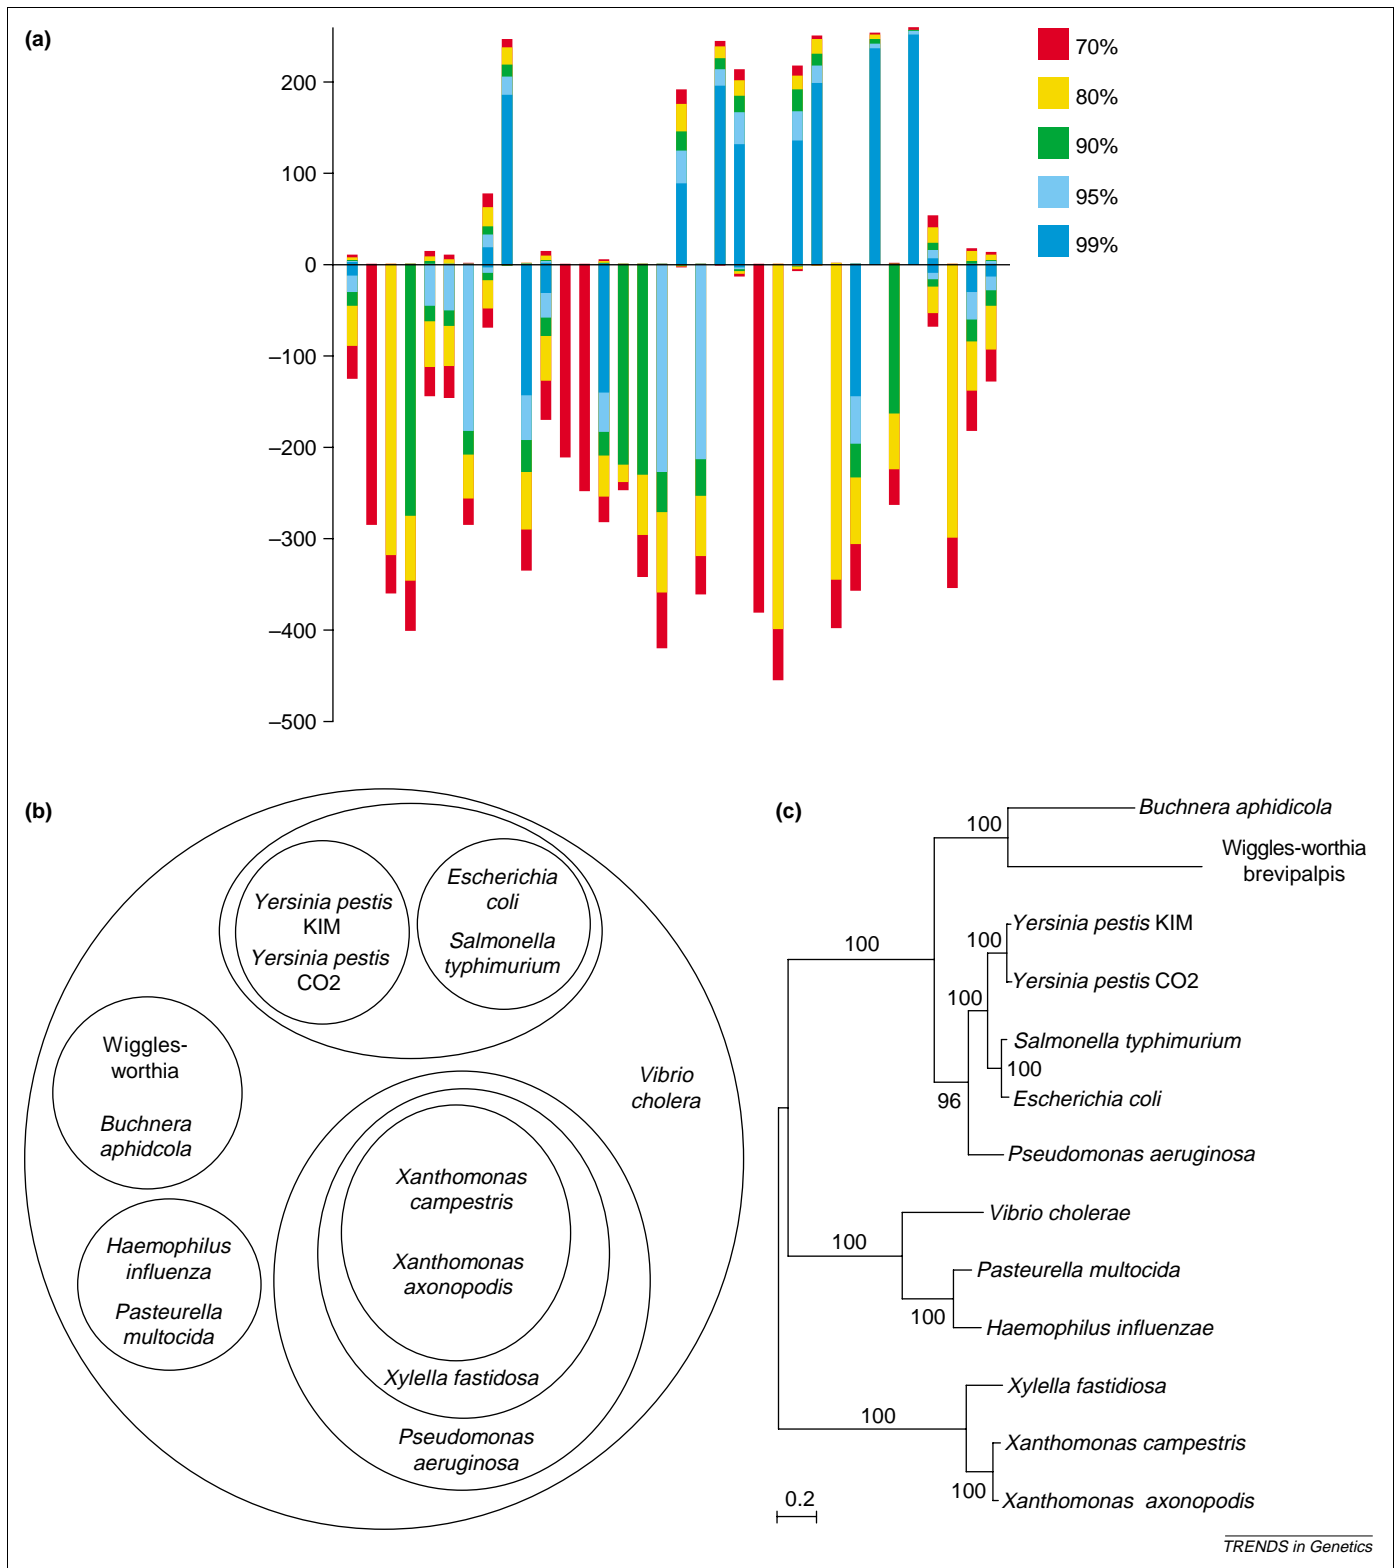 (a)
200
100
0
–100
–200
–300
–400
–500
70%
80%
90%
95%
99%
(b)
Yersinia pestis
KIM
Yersinia pestis
CO2
Escherichia
coli
Salmonella
typhimurium
Wiggles-
worthia
Buchnera
aphidcola
Vibrio
cholera
Haemophilus
influenza
Pasteurella
multocida
Xanthomonas
campestris
Xanthomonas
axonopodis
Xylella fastidosa
Pseudomonas
aeruginosa
(c)
Buchnera aphidicola
100
Wiggles-worthia
brevipalpis
Yersinia pestis KIM
100
100
Yersinia pestis CO2
100
Salmonella typhimurium
100
Escherichia coli
96
Pseudomonas aeruginosa
Vibrio cholerae
100
Pasteurella multocida
100
Haemophilus influenzae
Xylella fastidiosa
100
Xanthomonas campestris
100
Xanthomonas axonopodis
0.2
TRENDS in Genetics